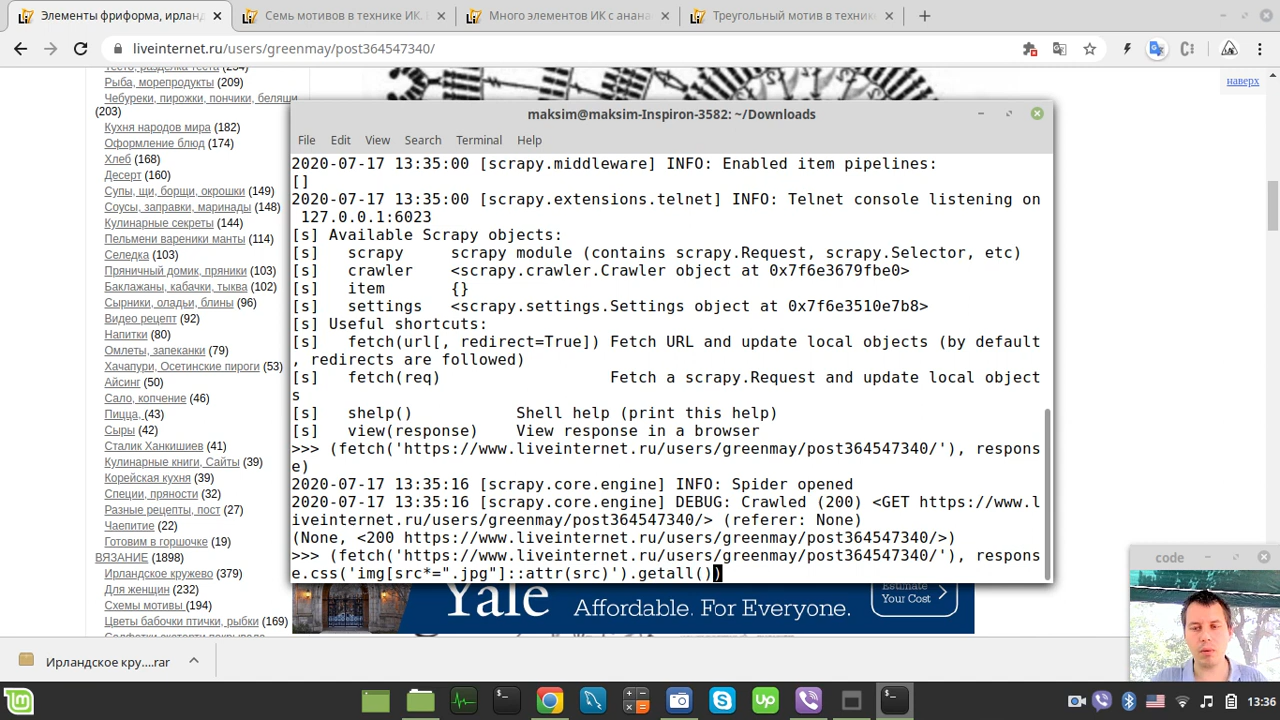 Элементы фриформа, ирланд
Семь мотивов в технике ИК.
Много элементов ИК с анана
Треугольный мотив в техник
liveinternet.ru/users/greenmay/post364547340/
наверх
Рыба, морепродукты (209)
Чебуреки, пирожки, пончики, беляши
(203)
Кухня народов мира (182)
Оформление блюд (174)
Хлеб (168)
Десерт (160)
Супы, щи, борщи, окрошки (149)
Соусы, заправки, маринады (148)
Кулинарные секреты (144)
Пельмени вареники манты (114)
Селедка (103)
Пряничный домик, пряники (103)
Баклажаны, кабачки, тыква (102)
Сырники, оладьи, блины (96)
Видео рецепт (92)
Напитки (80)
Омлеты, запеканки (79)
Хачапури, Осетинские пироги (53)
Айсинг (50)
Сало, копчение (46)
Пицца, (43)
Сыры (42)
Сталик Ханкишиев (41)
Кулинарные книги, Сайты (39)
Корейская кухня (39)
Специи, пряности (32)
Разные рецепты, пост (27)
Чаепитие (22)
Готовим в горшочке (19)
ВЯЗАНИЕ (1898)
Ирландское кружево (379)
Для женщин (232)
Схемы мотивы (194)
Цветы бабочки птички, рыбки (169)
maksim@maksim-Inspiron-3582: ~/Downloads
File Edit View Search Terminal Help
2020-07-17 13:35:00 [scrapy.middleware] INFO: Enabled item pipelines:
[]
2020-07-17 13:35:00 [scrapy.extensions.telnet] INFO: Telnet console listening on
127.0.0.1:6023
[s] Available Scrapy objects:
[s] scrapy scrapy module (contains scrapy.Request, scrapy.Selector, etc)
[s] crawler <scrapy.crawler.Crawler object at 0x7f6e3679fbe0>
[s] item {}
[s] settings <scrapy.settings.Settings object at 0x7f6e3510e7b8>
[s] Useful shortcuts:
[s] fetch(url[, redirect=True]) Fetch URL and update local objects (by default
, redirects are followed)
[s] fetch(req) Fetch a scrapy.Request and update local object
s
[s] shelp() Shell help (print this help)
[s] view(response) View response in a browser
>>> (fetch('https://www.liveinternet.ru/users/greenmay/post364547340/'), respons
e)
2020-07-17 13:35:16 [scrapy.core.engine] INFO: Spider opened
2020-07-17 13:35:16 [scrapy.core.engine] DEBUG: Crawled (200) <GET https://www.l
iveinternet.ru/users/greenmay/post364547340/> (referer: None)
(None, <200 https://www.liveinternet.ru/users/greenmay/post364547340/>)
>>> (fetch('https://www.liveinternet.ru/users/greenmay/post364547340/'), respons
e.css('img[src*=".jpg"]::attr(src)').getall())
Yale Affordable. For Everyone.
Estimate
Your Cost
code
Ирландское кру....rar
Up
13:36